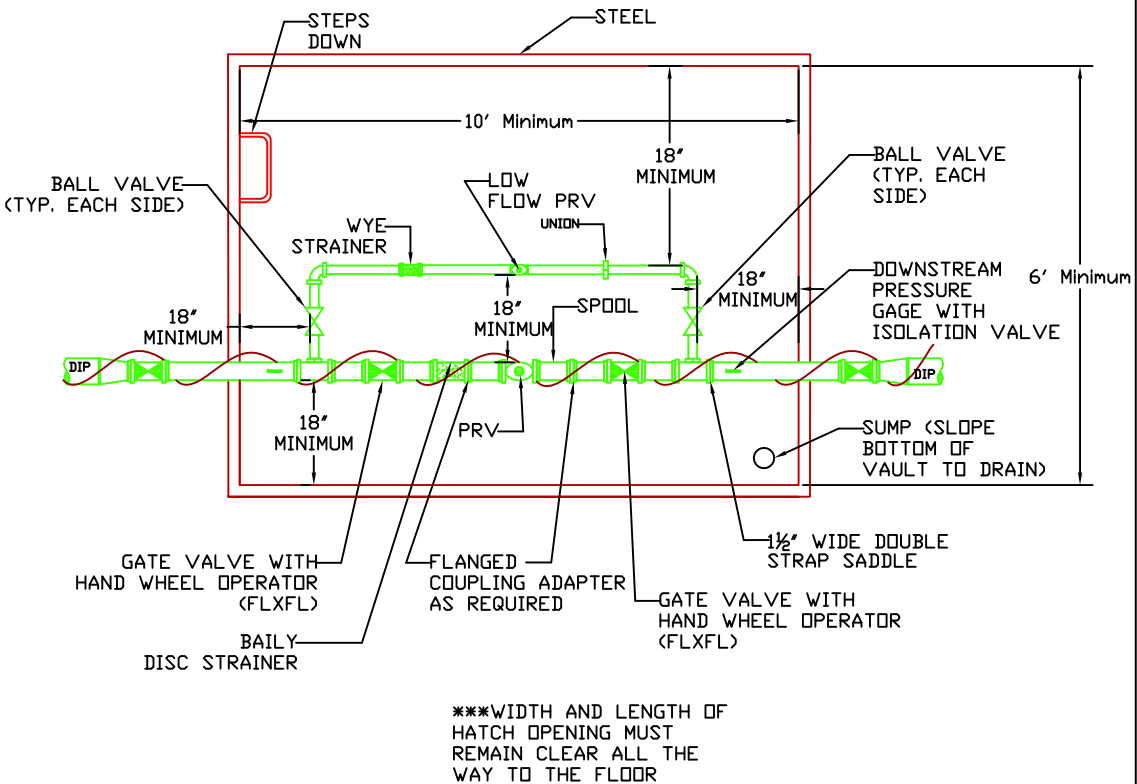 STEPS
DOWN
STEEL
10' Minimum
18"
MINIMUM
BALL VALVE
(TYP. EACH
SIDE)
BALL VALVE
(TYP. EACH SIDE)
LOW
FLOW PRV
UNION
WYE
STRAINER
DOWNSTREAM
PRESSURE
GAGE WITH
ISOLATION VALVE
6' Minimum
18"
MINIMUM
18"
MINIMUM
18"
MINIMUM
SPOOL
DIP
DIP
18"
MINIMUM
PRV
SUMP (SLOPE
BOTTOM OF
VAULT TO DRAIN)
1½" WIDE DOUBLE
STRAP SADDLE
GATE VALVE WITH
HAND WHEEL OPERATOR
(FLXFL)
FLANGED
COUPLING ADAPTER
AS REQUIRED
GATE VALVE WITH
HAND WHEEL OPERATOR
(FLXFL)
BAILY
DISC STRAINER
***WIDTH AND LENGTH OF
HATCH OPENING MUST
REMAIN CLEAR ALL THE
WAY TO THE FLOOR